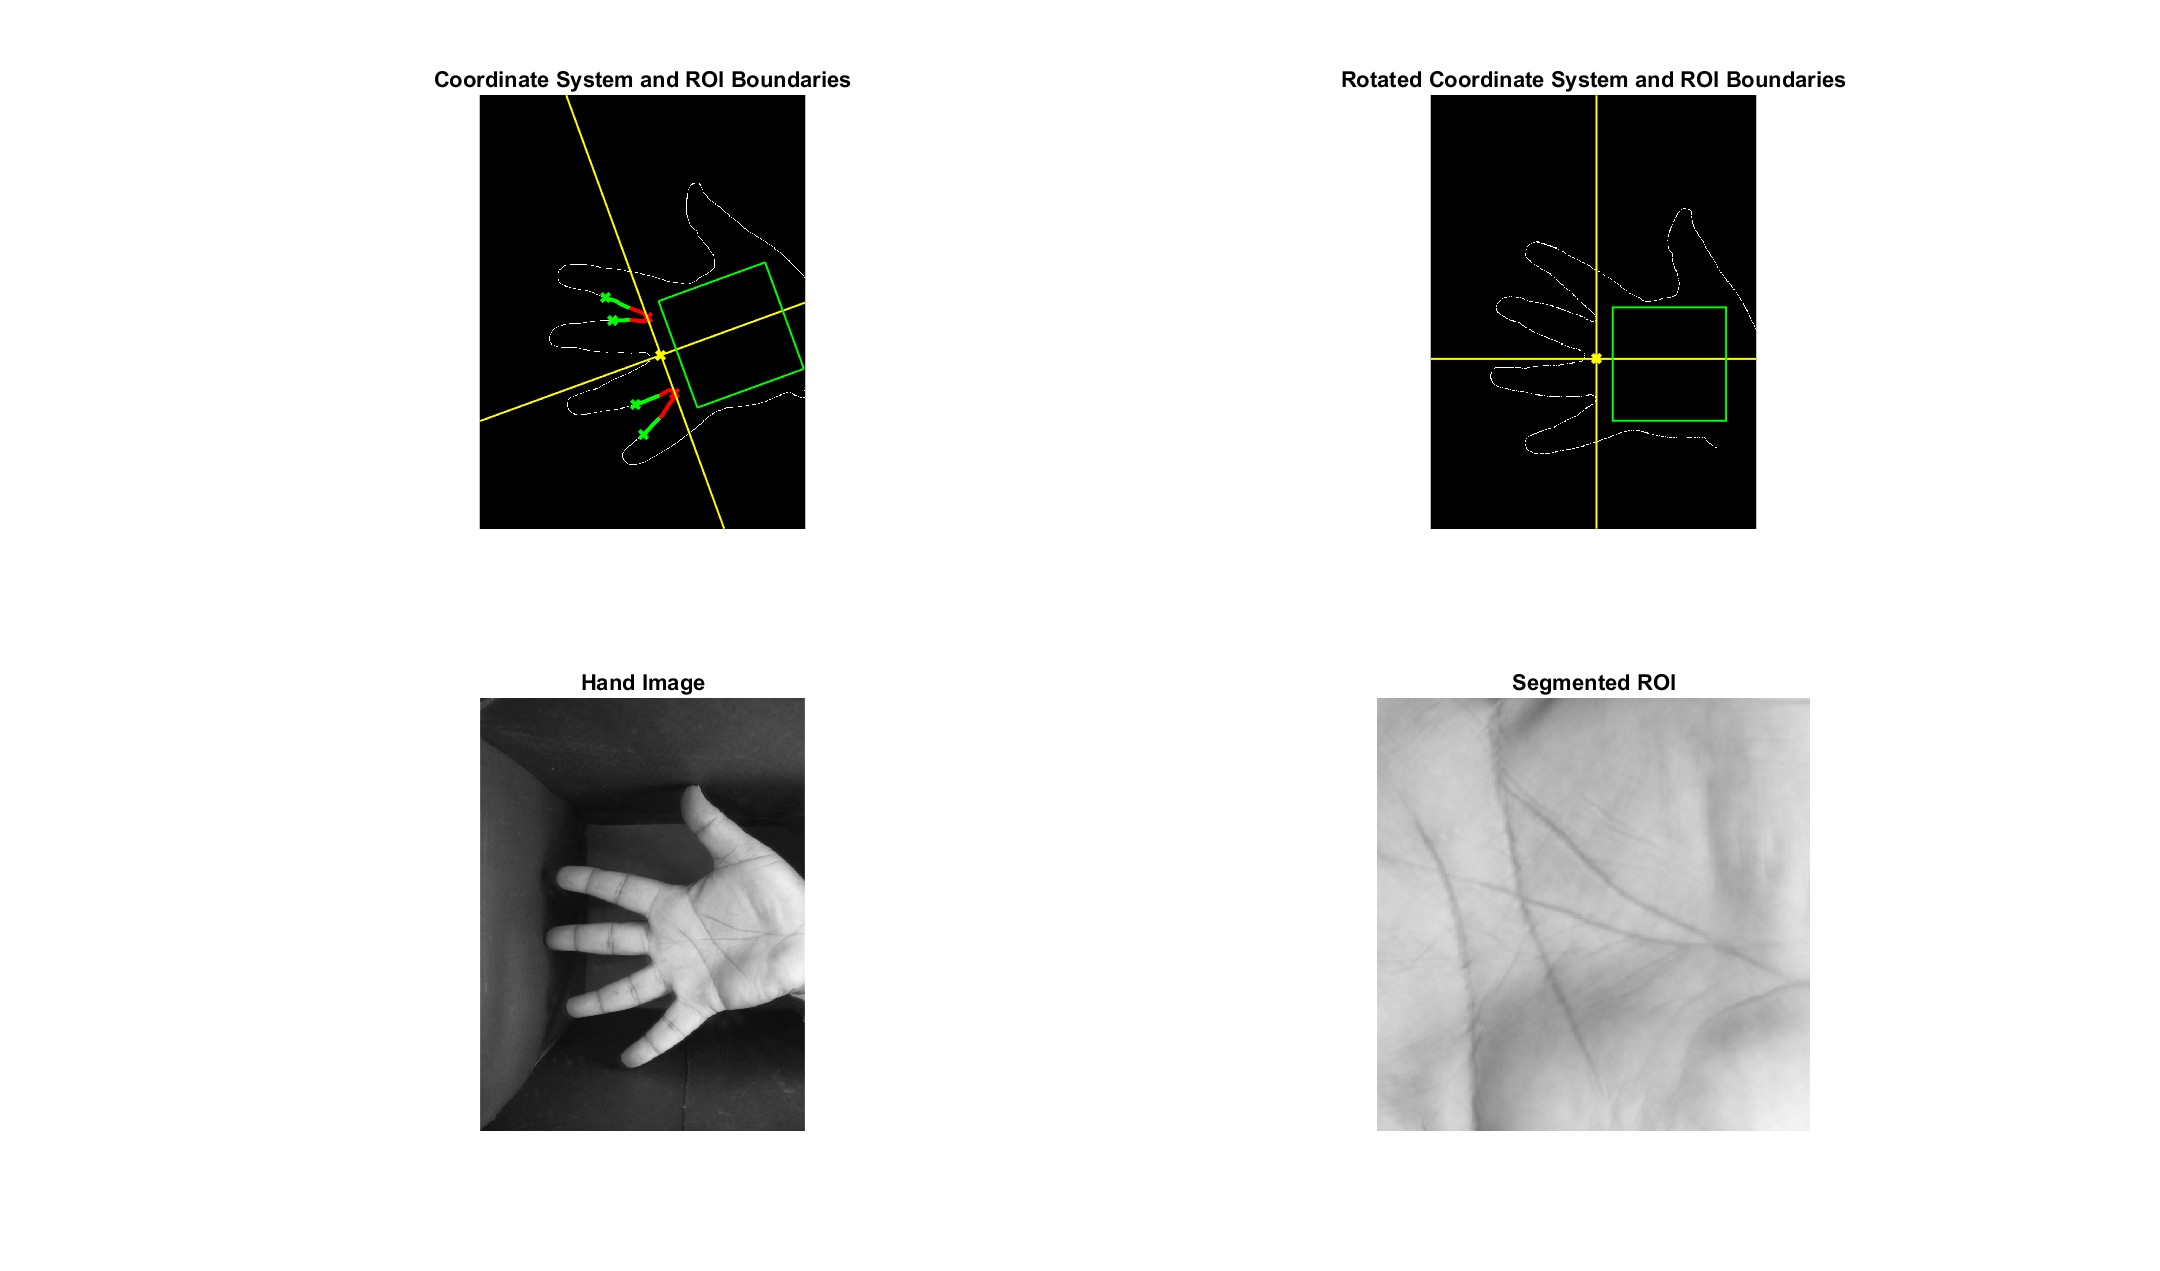 Coordinate System and ROI Boundaries
Rotated Coordinate System and ROI Boundaries
Hand Image
Segmented ROI